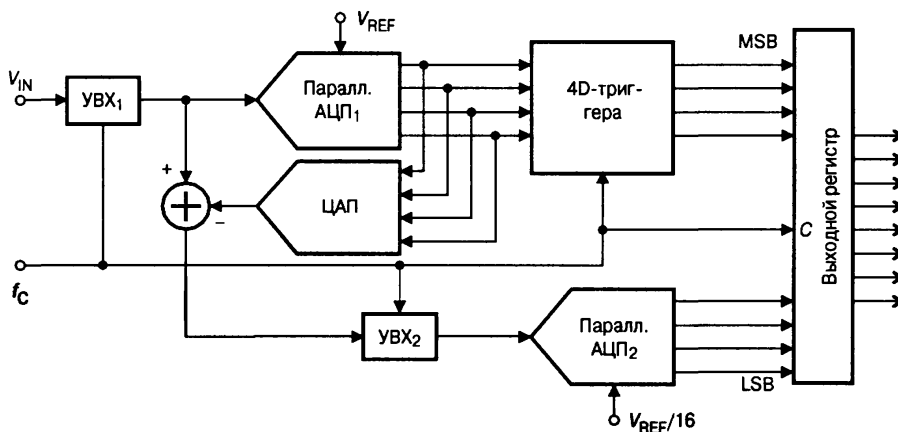 V_REF
MSB
V_IN
УВХ₁
Паралл.
АЦП₁
4D-триг-
гера
+
ЦАП
−
C
Выходной регистр
f_C
УВХ₂
Паралл.
АЦП₂
LSB
V_REF/16